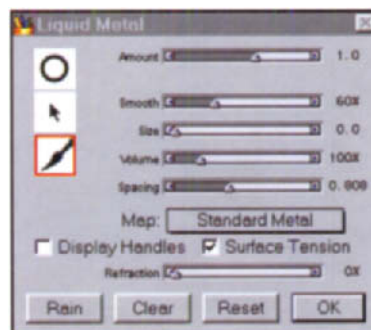 Liquid Metal
Amount 1.0
Smooth 60%
Size 0.0
Volume 100%
Spacing 0.808
Map: Standard Metal
Display Handles Surface Tension
Refraction 0%
Rain Clear Reset OK